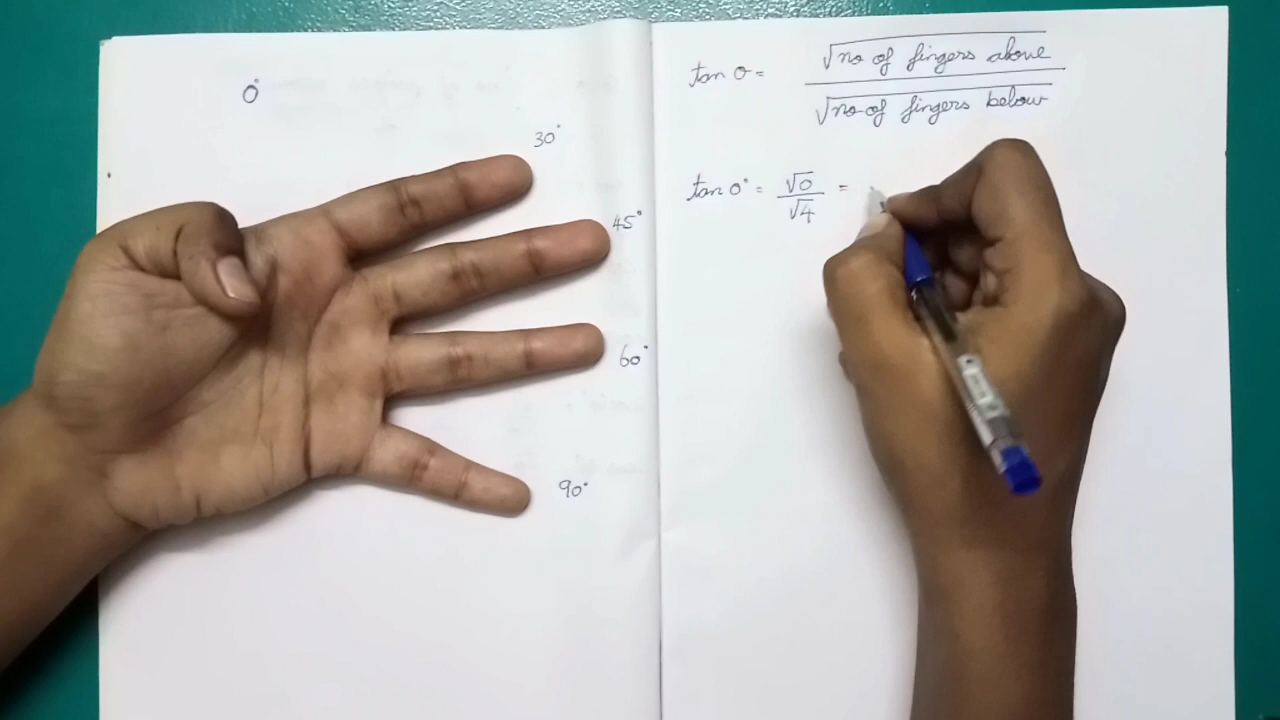 0°
30°
45°
60°
90°
tan θ = √no of fingers above
√no of fingers below
tan 0° = √0 =
√4